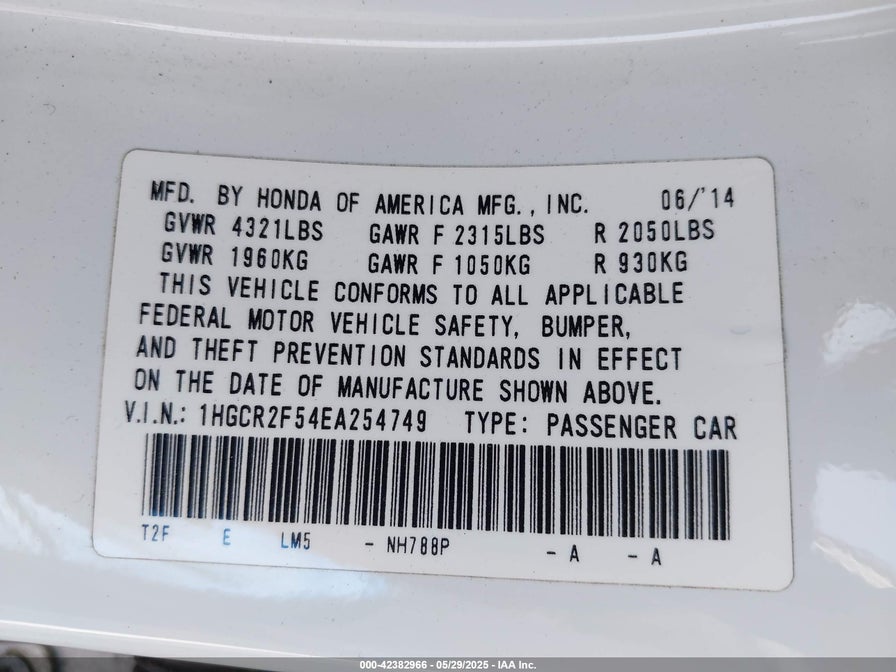 MFD. BY HONDA OF AMERICA MFG., INC. 06/'14
GVWR 4321LBS GAWR F 2315LBS R 2050LBS
GVWR 1960KG GAWR F 1050KG R 930KG
THIS VEHICLE CONFORMS TO ALL APPLICABLE
FEDERAL MOTOR VEHICLE SAFETY, BUMPER,
AND THEFT PREVENTION STANDARDS IN EFFECT
ON THE DATE OF MANUFACTURE SHOWN ABOVE.
V.I.N.: 1HGCR2F54EA254749 TYPE: PASSENGER CAR
T2F E LM5 - NH788P - A - A
000-42382966 - 05/29/2025 - IAA Inc.